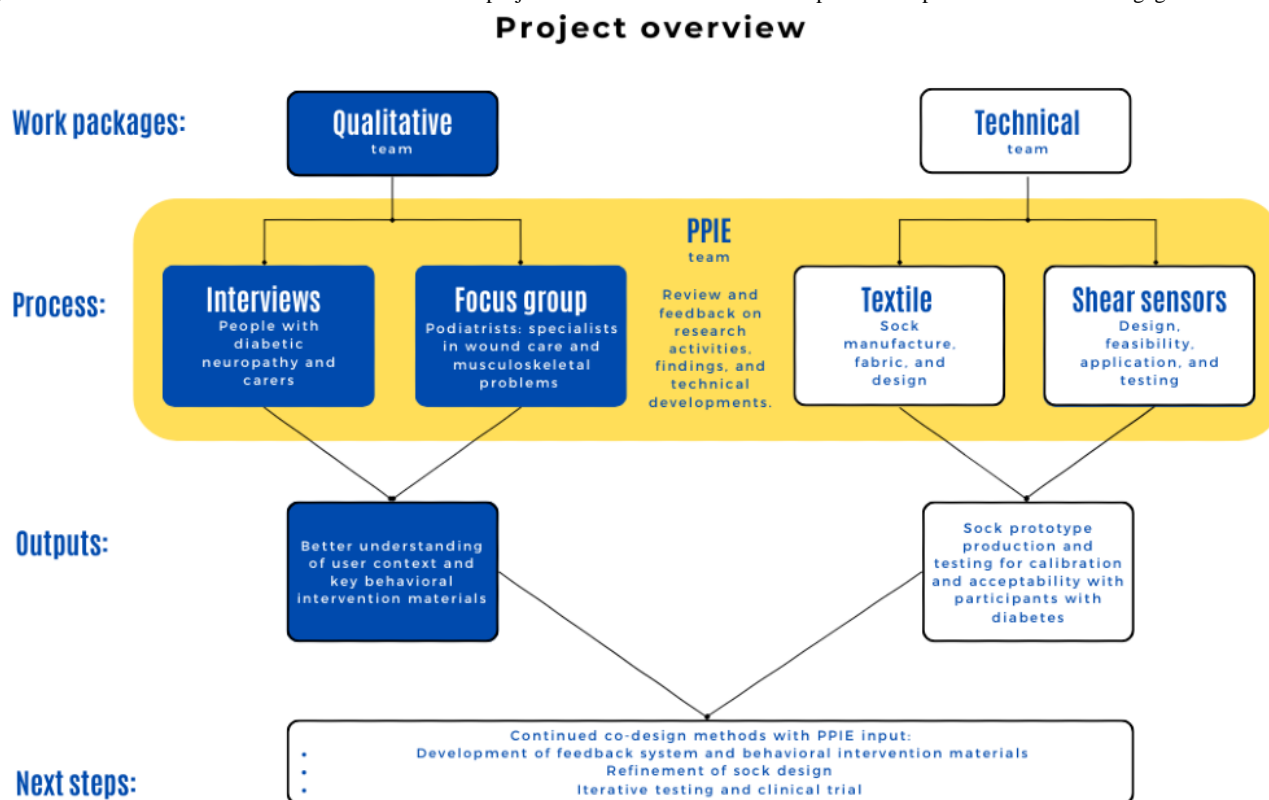 Project overview
Work packages:
Qualitative
team
Technical
team
Process:
Interviews
People with
diabetic
neuropathy and
carers
Focus group
Podiatrists: specialists
in wound care and
musculoskeletal
problems
PPIE
team
Review and
feedback on
research
activities,
findings, and
technical
developments.
Textile
Sock
manufacture,
fabric, and
design
Shear sensors
Design,
feasibility,
application, and
testing
Outputs:
Better understanding
of user context and
key behavioral
intervention materials
Sock prototype
production and
testing for calibration
and acceptability with
participants with
diabetes
Next steps:
Continued co-design methods with PPIE input:
• Development of feedback system and behavioral intervention materials
• Refinement of sock design
• Iterative testing and clinical trial